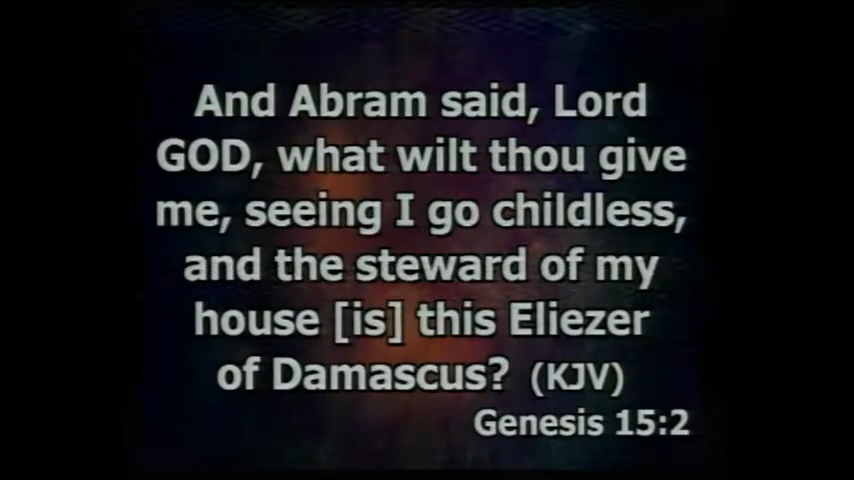 And Abram said, Lord
GOD, what wilt thou give
me, seeing I go childless,
and the steward of my
house [is] this Eliezer
of Damascus? (KJV)
Genesis 15:2